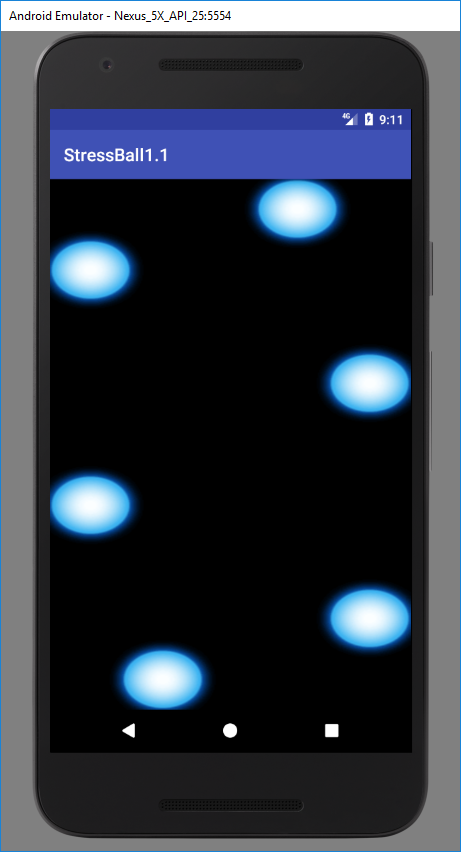 Android Emulator - Nexus_5X_API_25:5554
4G 9:11
StressBall1.1